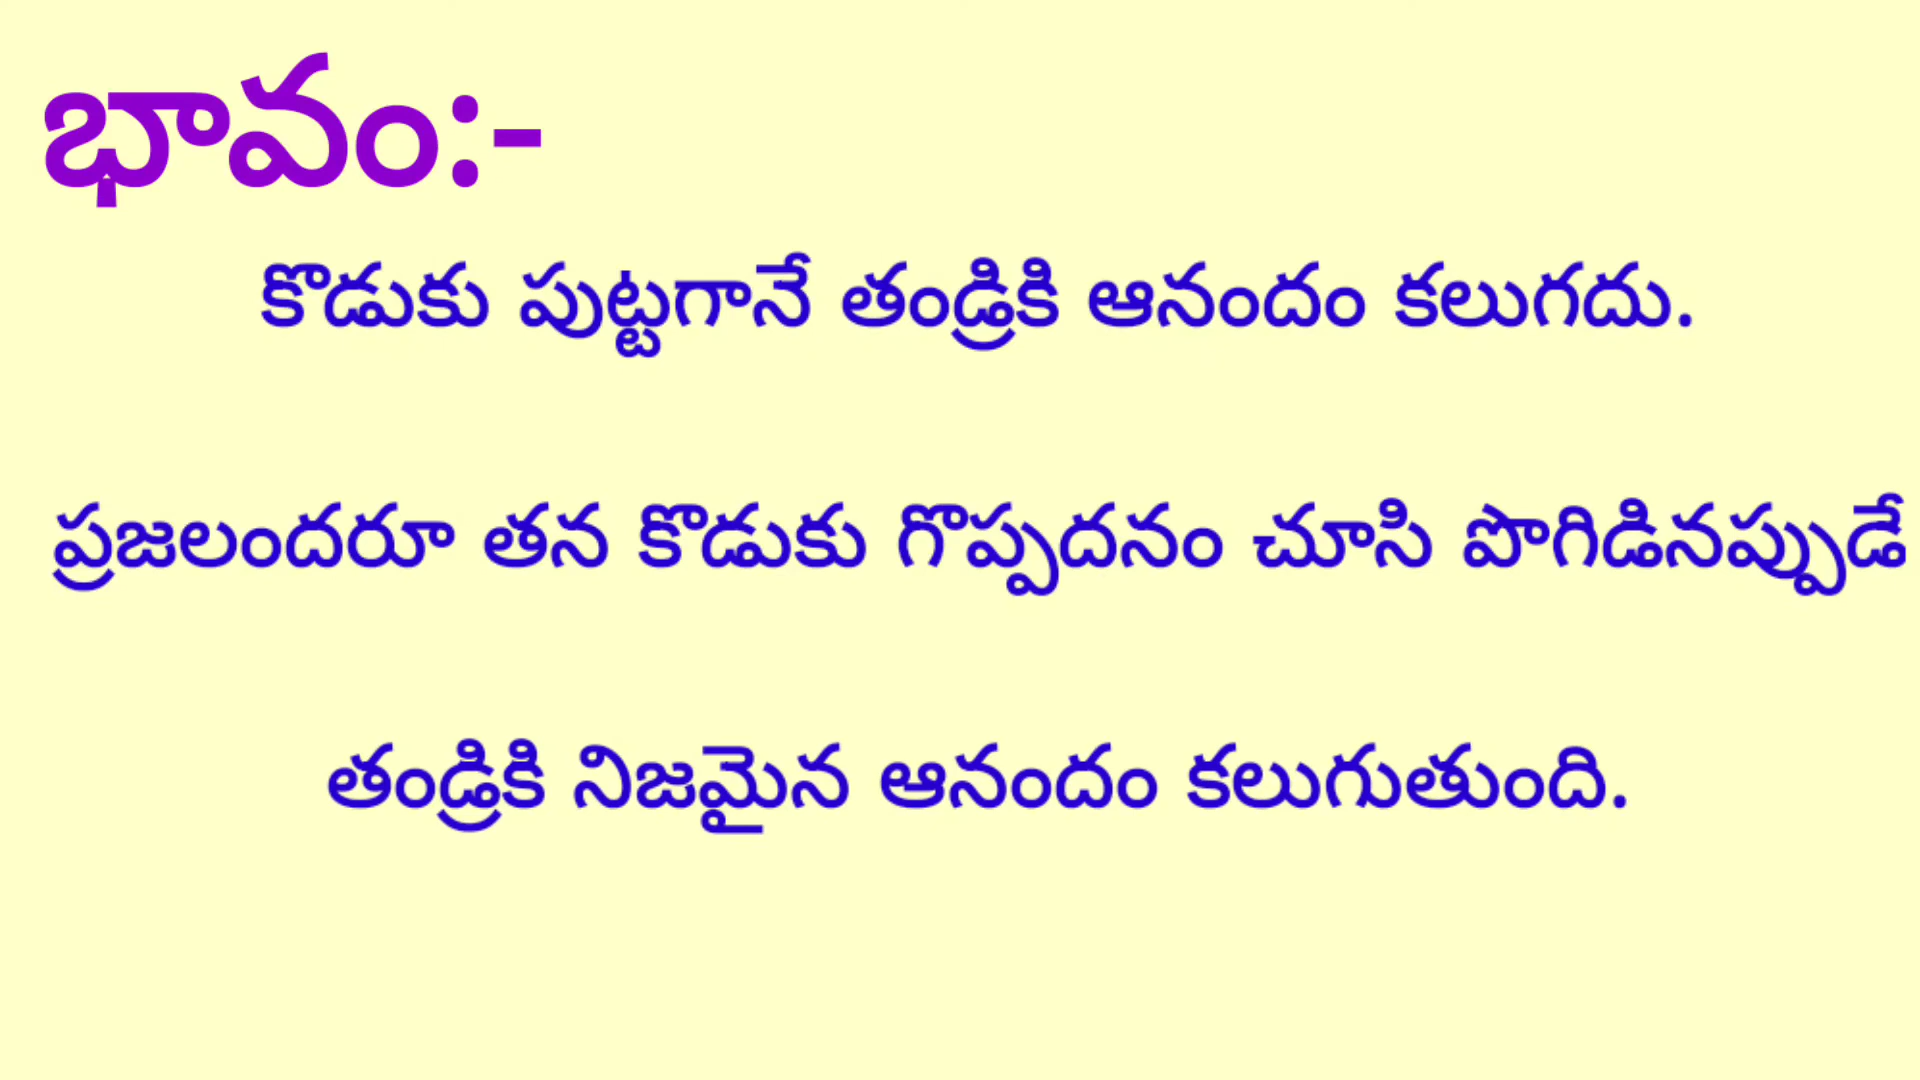 భావం:-
కొడుకు పుట్టగానే తండ్రికి ఆనందం కలుగదు.
ప్రజలందరూ తన కొడుకు గొప్పదనం చూసి పొగిడినప్పుడే
తండ్రికి నిజమైన ఆనందం కలుగుతుంది.